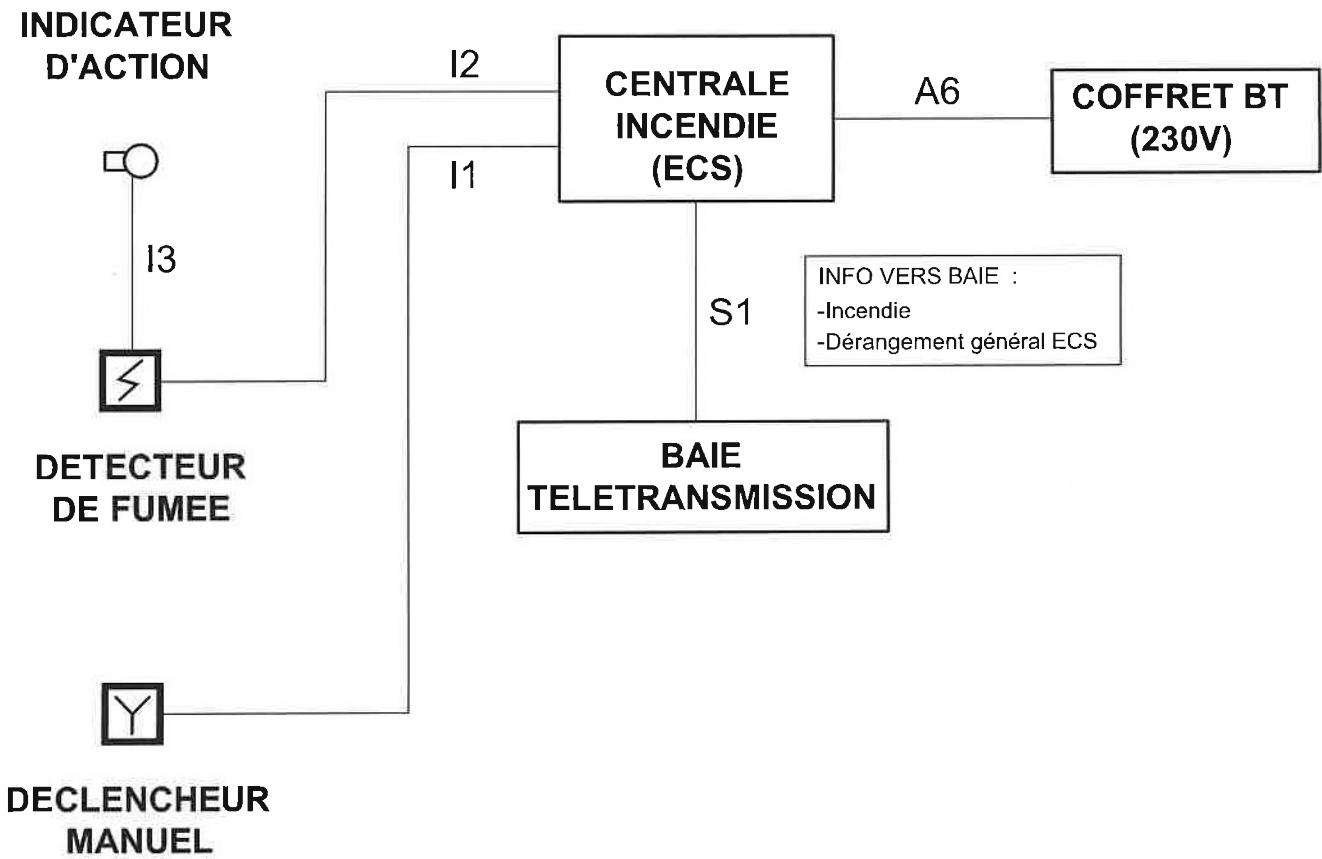 INDICATEUR
D'ACTION
I2
CENTRALE
INCENDIE
(ECS)
A6
COFFRET BT
(230V)
I1
I3
S1
INFO VERS BAIE :
-Incendie
-Dérangement général ECS
DETECTEUR
DE FUMEE
BAIE
TELETRANSMISSION
DECLENCHEUR
MANUEL